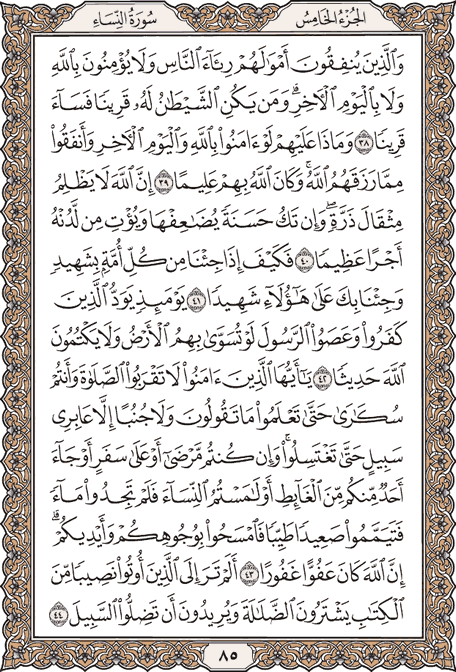 الجزء الخامس
سورة النساء
وَٱلَّذِينَ يُنفِقُونَ أَمْوَٰلَهُمْ رِئَآءَ ٱلنَّاسِ وَلَا يُؤْمِنُونَ بِٱللَّهِ
وَلَا بِٱلْيَوْمِ ٱلْءَاخِرِ ۗ وَمَن يَكُنِ ٱلشَّيْطَٰنُ لَهُۥ قَرِينًا فَسَآءَ
قَرِينًا ٣٨ وَمَاذَا عَلَيْهِمْ لَوْ ءَامَنُوا۟ بِٱللَّهِ وَٱلْيَوْمِ ٱلْءَاخِرِ وَأَنفَقُوا۟
مِمَّا رَزَقَهُمُ ٱللَّهُ ۚ وَكَانَ ٱللَّهُ بِهِمْ عَلِيمًا ٣٩ إِنَّ ٱللَّهَ لَا يَظْلِمُ
مِثْقَالَ ذَرَّةٍ ۖ وَإِن تَكُ حَسَنَةً يُضَٰعِفْهَا وَيُؤْتِ مِن لَّدُنْهُ
أَجْرًا عَظِيمًا ٤٠ فَكَيْفَ إِذَا جِئْنَا مِن كُلِّ أُمَّةٍۭ بِشَهِيدٍ
وَجِئْنَا بِكَ عَلَىٰ هَٰٓؤُلَآءِ شَهِيدًا ٤١ يَوْمَئِذٍ يَوَدُّ ٱلَّذِينَ
كَفَرُوا۟ وَعَصَوُا۟ ٱلرَّسُولَ لَوْ تُسَوَّىٰ بِهِمُ ٱلْأَرْضُ وَلَا يَكْتُمُونَ
ٱللَّهَ حَدِيثًا ٤٢ يَٰٓأَيُّهَا ٱلَّذِينَ ءَامَنُوا۟ لَا تَقْرَبُوا۟ ٱلصَّلَوٰةَ وَأَنتُمْ
سُكَٰرَىٰ حَتَّىٰ تَعْلَمُوا۟ مَا تَقُولُونَ وَلَا جُنُبًا إِلَّا عَابِرِى
سَبِيلٍ حَتَّىٰ تَغْتَسِلُوا۟ ۚ وَإِن كُنتُم مَّرْضَىٰٓ أَوْ عَلَىٰ سَفَرٍ أَوْ جَآءَ
أَحَدٌ مِّنكُم مِّنَ ٱلْغَآئِطِ أَوْ لَٰمَسْتُمُ ٱلنِّسَآءَ فَلَمْ تَجِدُوا۟ مَآءً
فَتَيَمَّمُوا۟ صَعِيدًا طَيِّبًا فَٱمْسَحُوا۟ بِوُجُوهِكُمْ وَأَيْدِيكُمْ ۗ
إِنَّ ٱللَّهَ كَانَ عَفُوًّا غَفُورًا ٤٣ أَلَمْ تَرَ إِلَى ٱلَّذِينَ أُوتُوا۟ نَصِيبًا مِّنَ
ٱلْكِتَٰبِ يَشْتَرُونَ ٱلضَّلَٰلَةَ وَيُرِيدُونَ أَن تَضِلُّوا۟ ٱلسَّبِيلَ ٤٤
٨٥